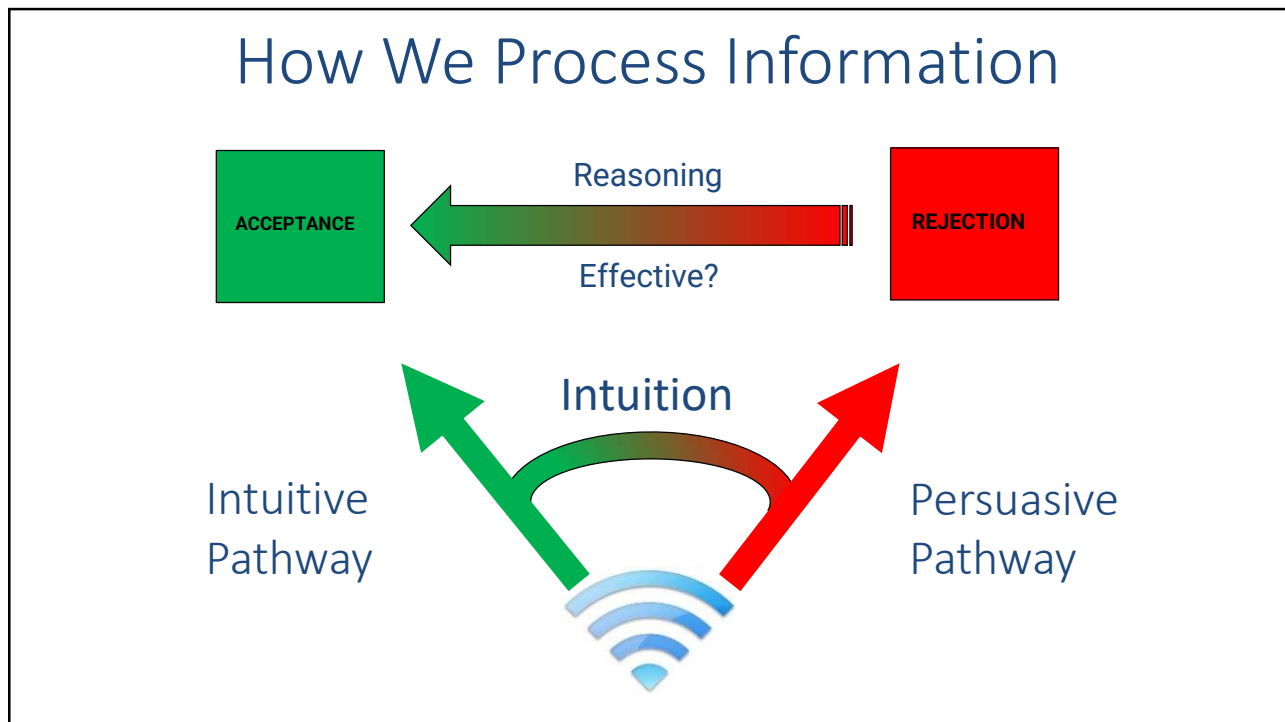 How We Process Information
Reasoning
ACCEPTANCE
REJECTION
Effective?
Intuition
Intuitive
Pathway
Persuasive
Pathway